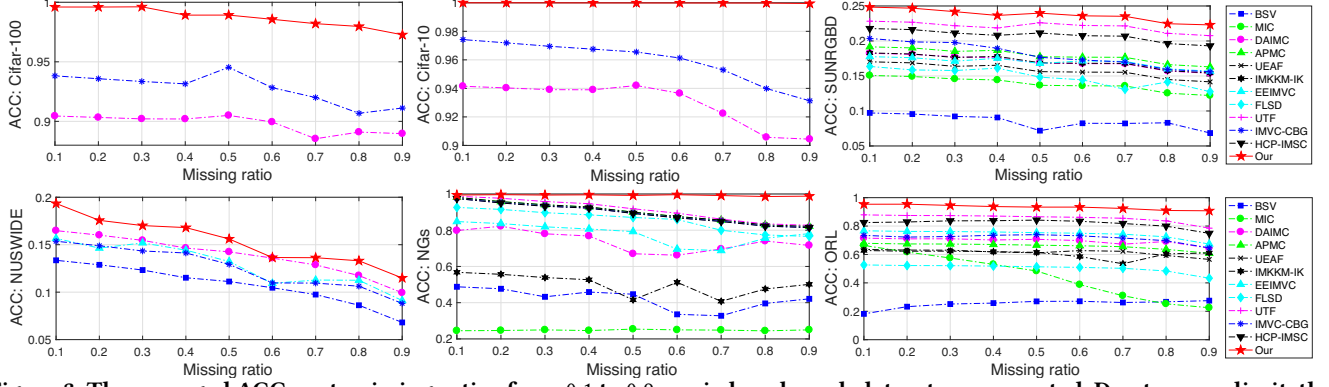 ACC: Cifar-100
0.95
0.9
0.1 0.2 0.3 0.4 0.5 0.6 0.7 0.8 0.9
Missing ratio
ACC: Cifar-10
0.98
0.96
0.94
0.92
0.9
0.1 0.2 0.3 0.4 0.5 0.6 0.7 0.8 0.9
Missing ratio
ACC: SUNRGBD
0.25
0.2
0.15
0.1
0.05
0.1 0.2 0.3 0.4 0.5 0.6 0.7 0.8 0.9
Missing ratio
BSV
MIC
DAIMC
APMC
UEAF
IMKKM-IK
EEIMVC
FLSD
UTF
IMVC-CBG
HCP-IMSC
Our
ACC: NUSWIDE
0.2
0.15
0.1
0.05
0.1 0.2 0.3 0.4 0.5 0.6 0.7 0.8 0.9
Missing ratio
ACC: NGs
1
0.8
0.6
0.4
0.2
0.1 0.2 0.3 0.4 0.5 0.6 0.7 0.8 0.9
Missing ratio
ACC: ORL
1
0.8
0.6
0.4
0.2
0
0.1 0.2 0.3 0.4 0.5 0.6 0.7 0.8 0.9
Missing ratio
BSV
MIC
DAIMC
APMC
UEAF
IMKKM-IK
EEIMVC
FLSD
UTF
IMVC-CBG
HCP-IMSC
Our
The averaged ACC 0.1 to 0.9 Due to